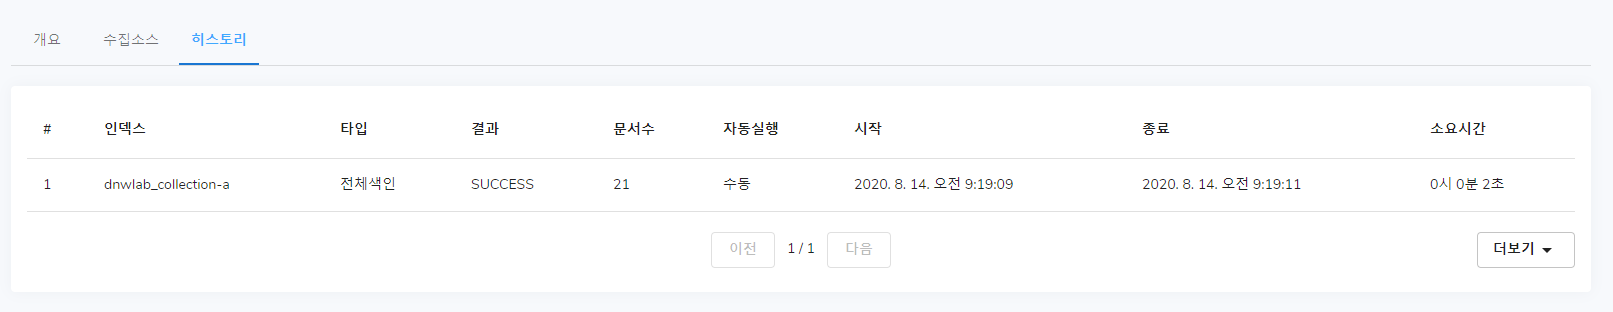 개요 수집소스 히스토리
# 인덱스 타입 결과 문서수 자동실행 시작 종료 소요시간
1 dnwlab_collection-a 전체색인 SUCCESS 21 수동 2020. 8. 14. 오전 9:19:09 2020. 8. 14. 오전 9:19:11 0시 0분 2초
이전 1 / 1 다음 더보기